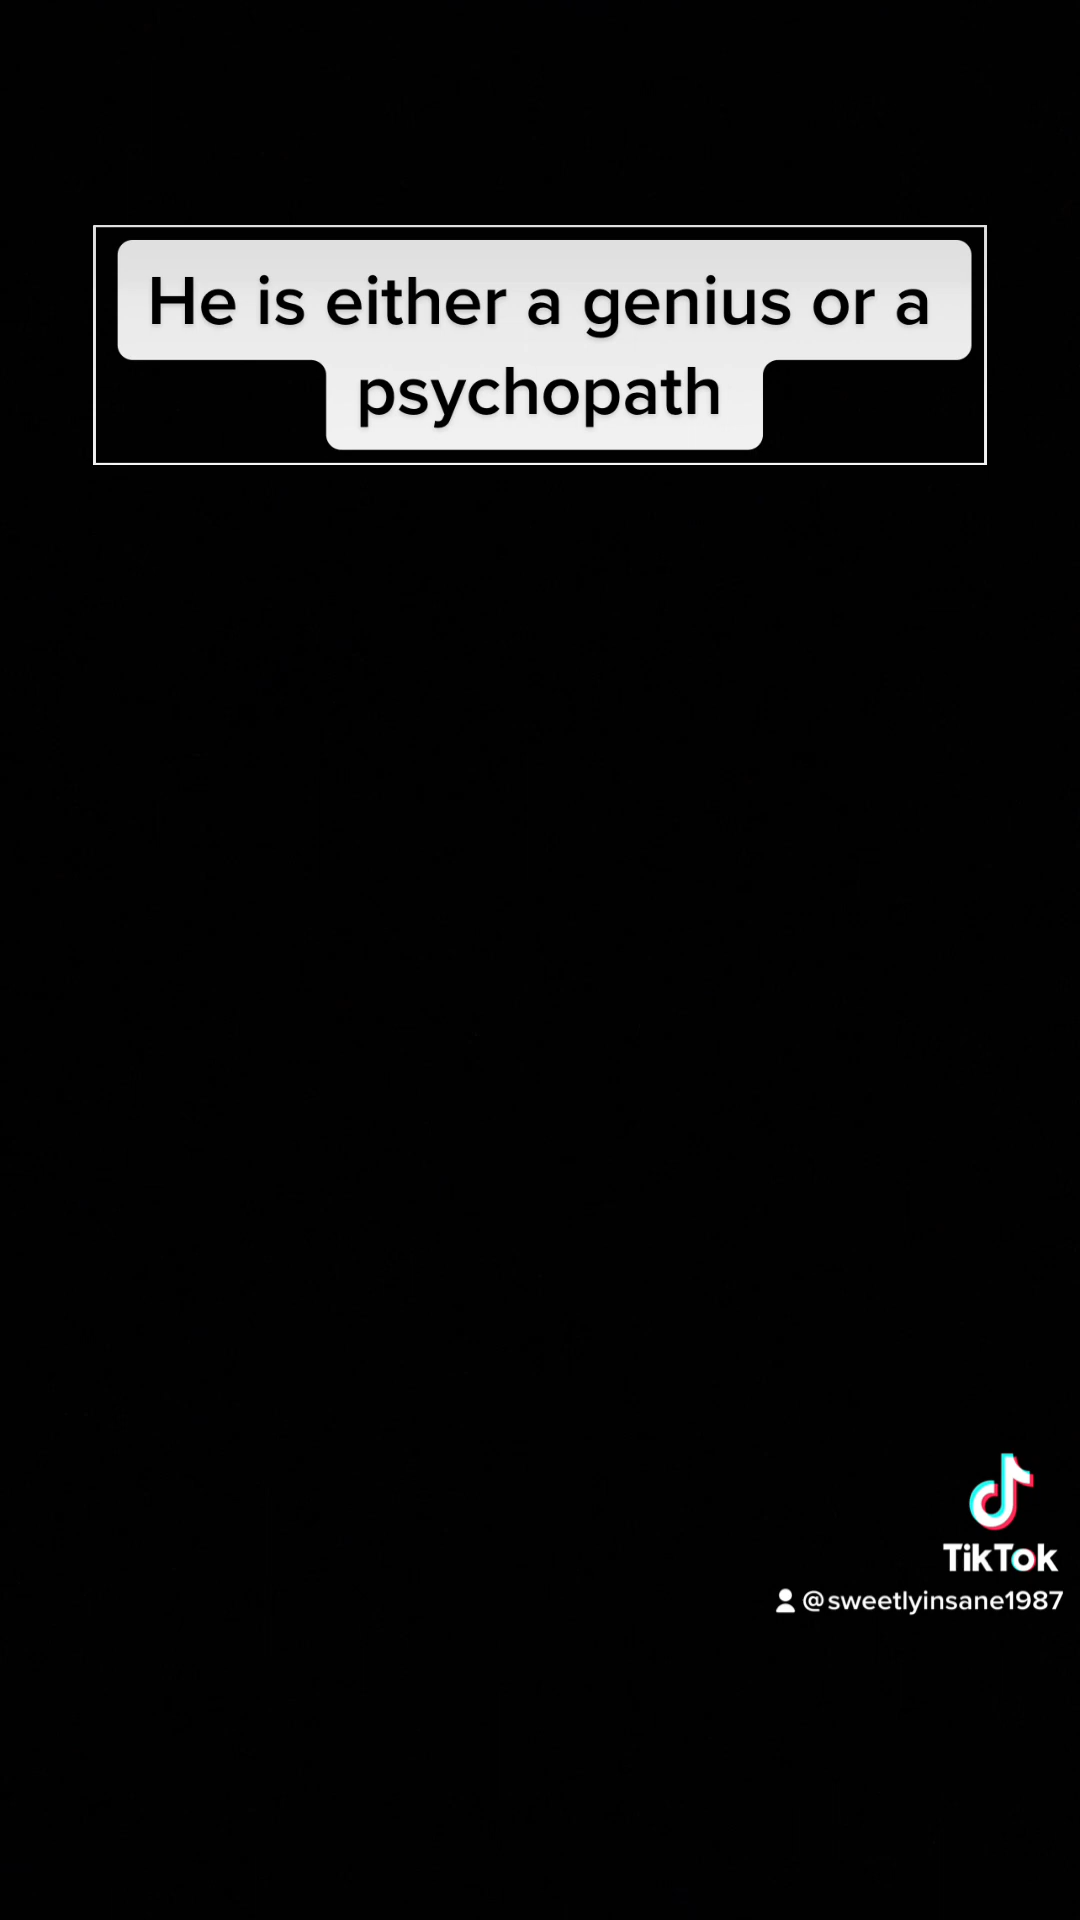 He is either a genius or a
psychopath
TikTok
@sweetlyinsane1987